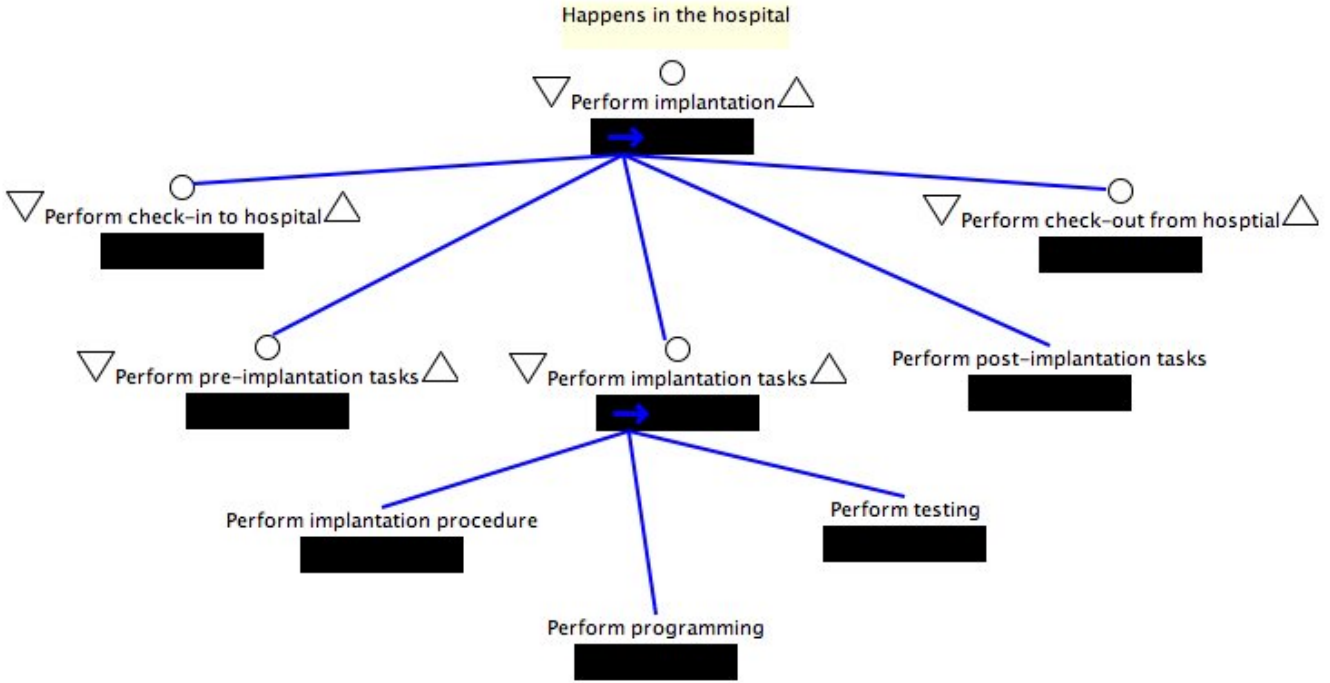 Happens in the hospital
Perform implantation
Perform check-in to hospital
Perform check-out from hosptial
Perform pre-implantation tasks
Perform implantation tasks
Perform post-implantation tasks
Perform implantation procedure
Perform testing
Perform programming